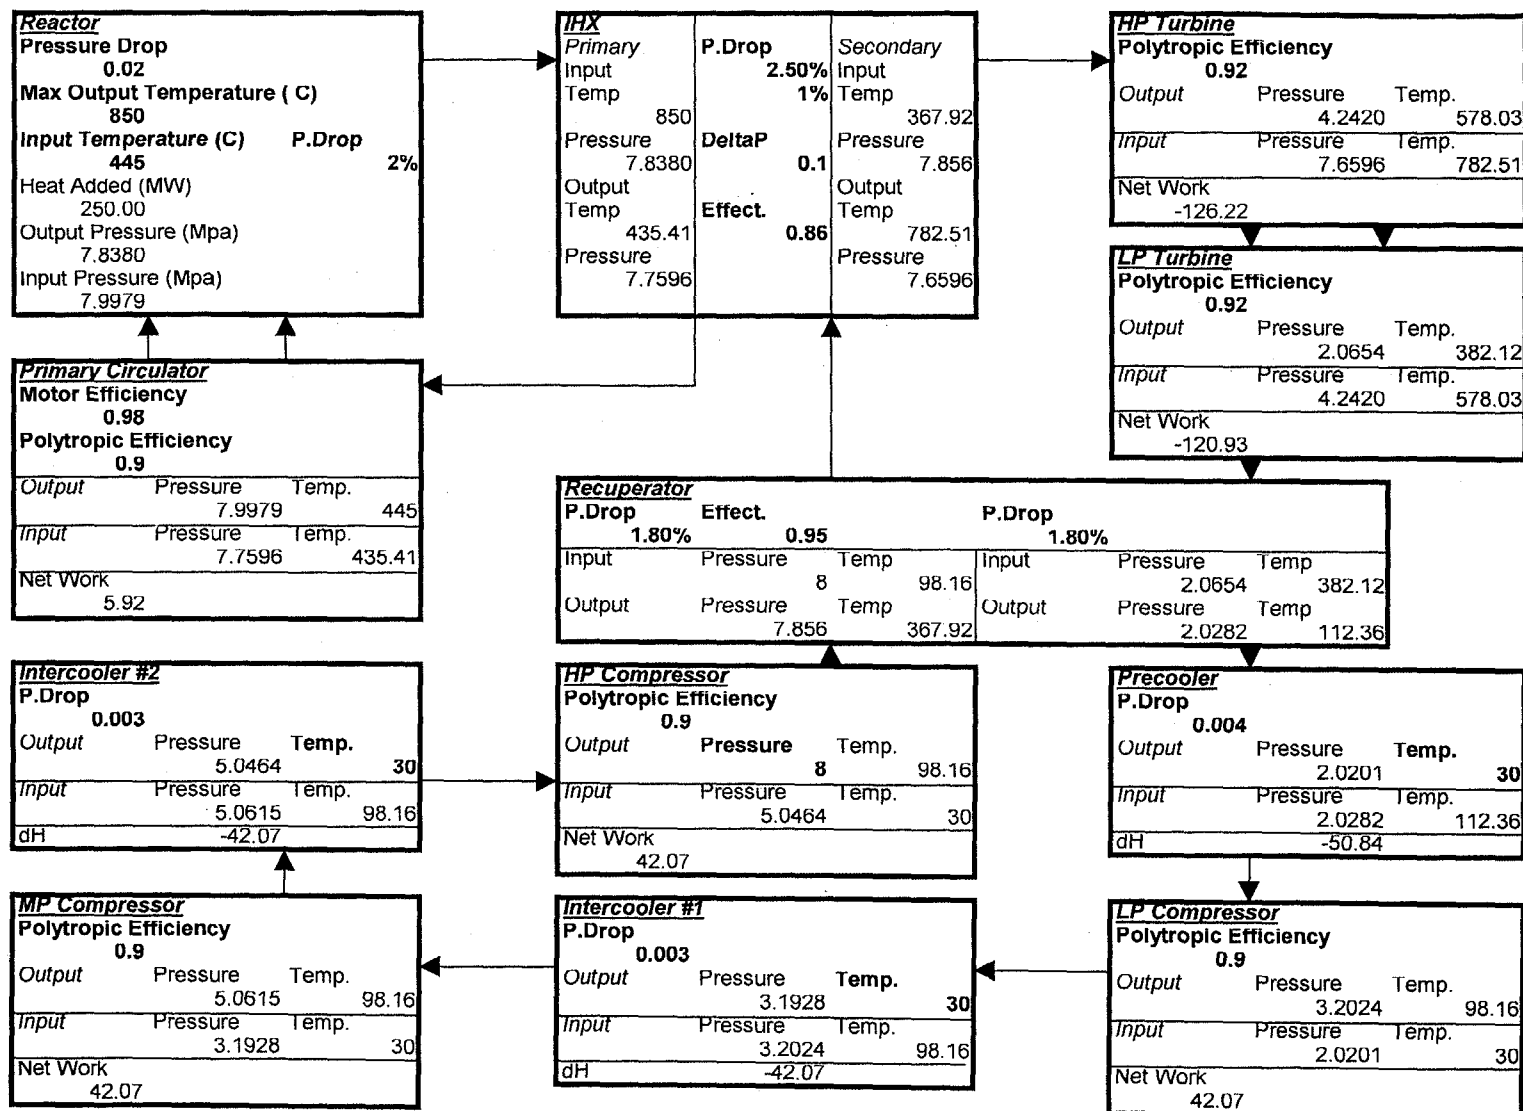 Reactor
Pressure Drop
0.02
Max Output Temperature ( C)
850
Input Temperature (C) P.Drop
445 2%
Heat Added (MW)
250.00
Output Pressure (Mpa)
7.8380
Input Pressure (Mpa)
7.9979
IHX
Primary P.Drop Secondary
Input 2.50% Input
Temp 1% Temp
850 367.92
Pressure DeltaP Pressure
7.8380 0.1 7.856
Output Output
Temp Effect. Temp
435.41 0.86 782.51
Pressure Pressure
7.7596 7.6596
HP Turbine
Polytropic Efficiency
0.92
Output Pressure Temp.
4.2420 578.03
Input Pressure Temp.
7.6596 782.51
Net Work
-126.22
LP Turbine
Polytropic Efficiency
0.92
Output Pressure Temp.
2.0654 382.12
Input Pressure Temp.
4.2420 578.03
Net Work
-120.93
Primary Circulator
Motor Efficiency
0.98
Polytropic Efficiency
0.9
Output Pressure Temp.
7.9979 445
Input Pressure Temp.
7.7596 435.41
Net Work
5.92
Recuperator
P.Drop Effect. P.Drop
1.80% 0.95 1.80%
Input Pressure Temp Input Pressure Temp
8 98.16 2.0654 382.12
Output Pressure Temp Output Pressure Temp
7.856 367.92 2.0282 112.36
Intercooler #2
P.Drop
0.003
Output Pressure Temp.
5.0464 30
Input Pressure Temp.
5.0615 98.16
dH -42.07
HP Compressor
Polytropic Efficiency
0.9
Output Pressure Temp.
8 98.16
Input Pressure Temp.
5.0464 30
Net Work
42.07
Precooler
P.Drop
0.004
Output Pressure Temp.
2.0201 30
Input Pressure Temp.
2.0282 112.36
dH -50.84
MP Compressor
Polytropic Efficiency
0.9
Output Pressure Temp.
5.0615 98.16
Input Pressure Temp.
3.1928 30
Net Work
42.07
Intercooler #1
P.Drop
0.003
Output Pressure Temp.
3.1928 30
Input Pressure Temp.
3.2024 98.16
dH -42.07
LP Compressor
Polytropic Efficiency
0.9
Output Pressure Temp.
3.2024 98.16
Input Pressure Temp.
2.0201 30
Net Work
42.07